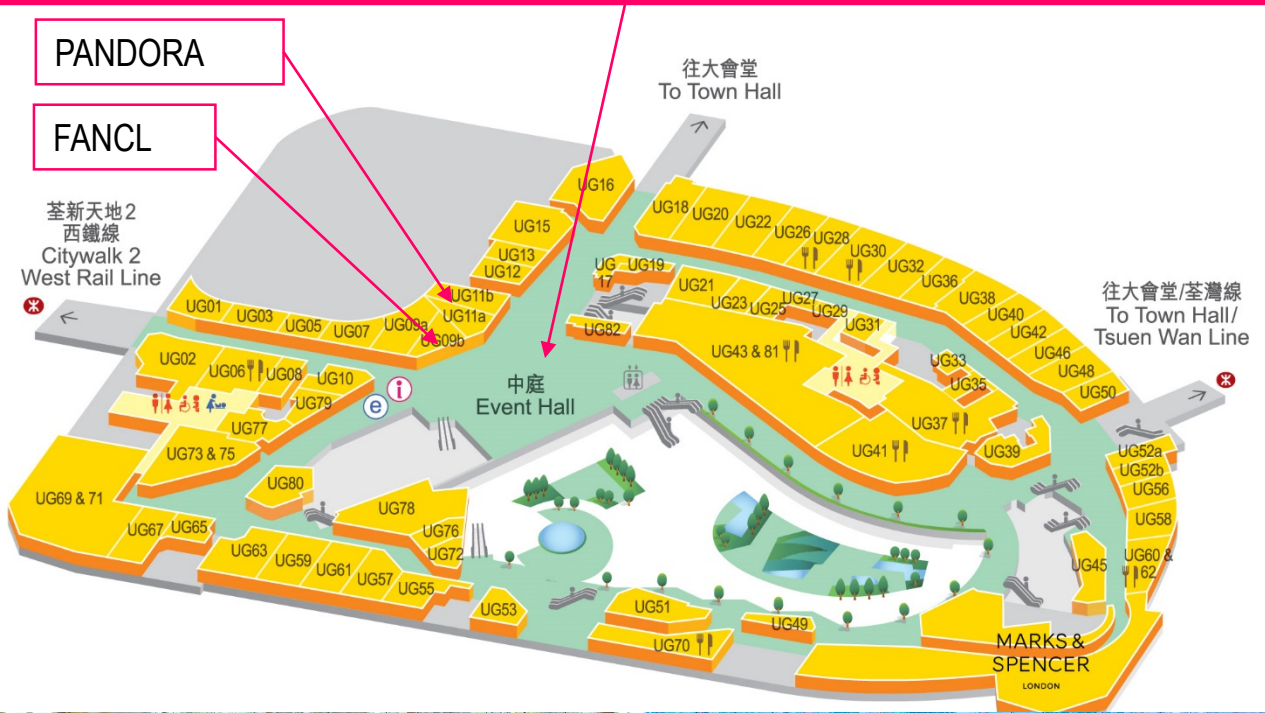 PANDORA
FANCL
往大會堂
To Town Hall
荃新天地2
西鐵線
Citywalk 2
West Rail Line
往大會堂/荃灣線
To Town Hall/
Tsuen Wan Line
UG16
UG15
UG13
UG12
UG11b
UG11a
UG09a
UG09b
UG01
UG03
UG05
UG07
UG02
UG06
UG08
UG10
UG79
UG77
UG73 & 75
UG69 & 71
UG67
UG65
UG80
UG78
UG76
UG72
UG63
UG59
UG61
UG57
UG55
UG53
UG51
UG70
UG49
UG18
UG20
UG22
UG26
UG28
UG30
UG32
UG36
UG38
UG40
UG42
UG46
UG48
UG50
UG
17
UG19
UG21
UG23
UG25
UG27
UG29
UG31
UG82
UG43 & 81
UG33
UG35
UG37
UG41
UG39
UG52a
UG52b
UG56
UG58
UG60 &
62
UG45
中庭
Event Hall
i
e
MARKS &
SPENCER
LONDON